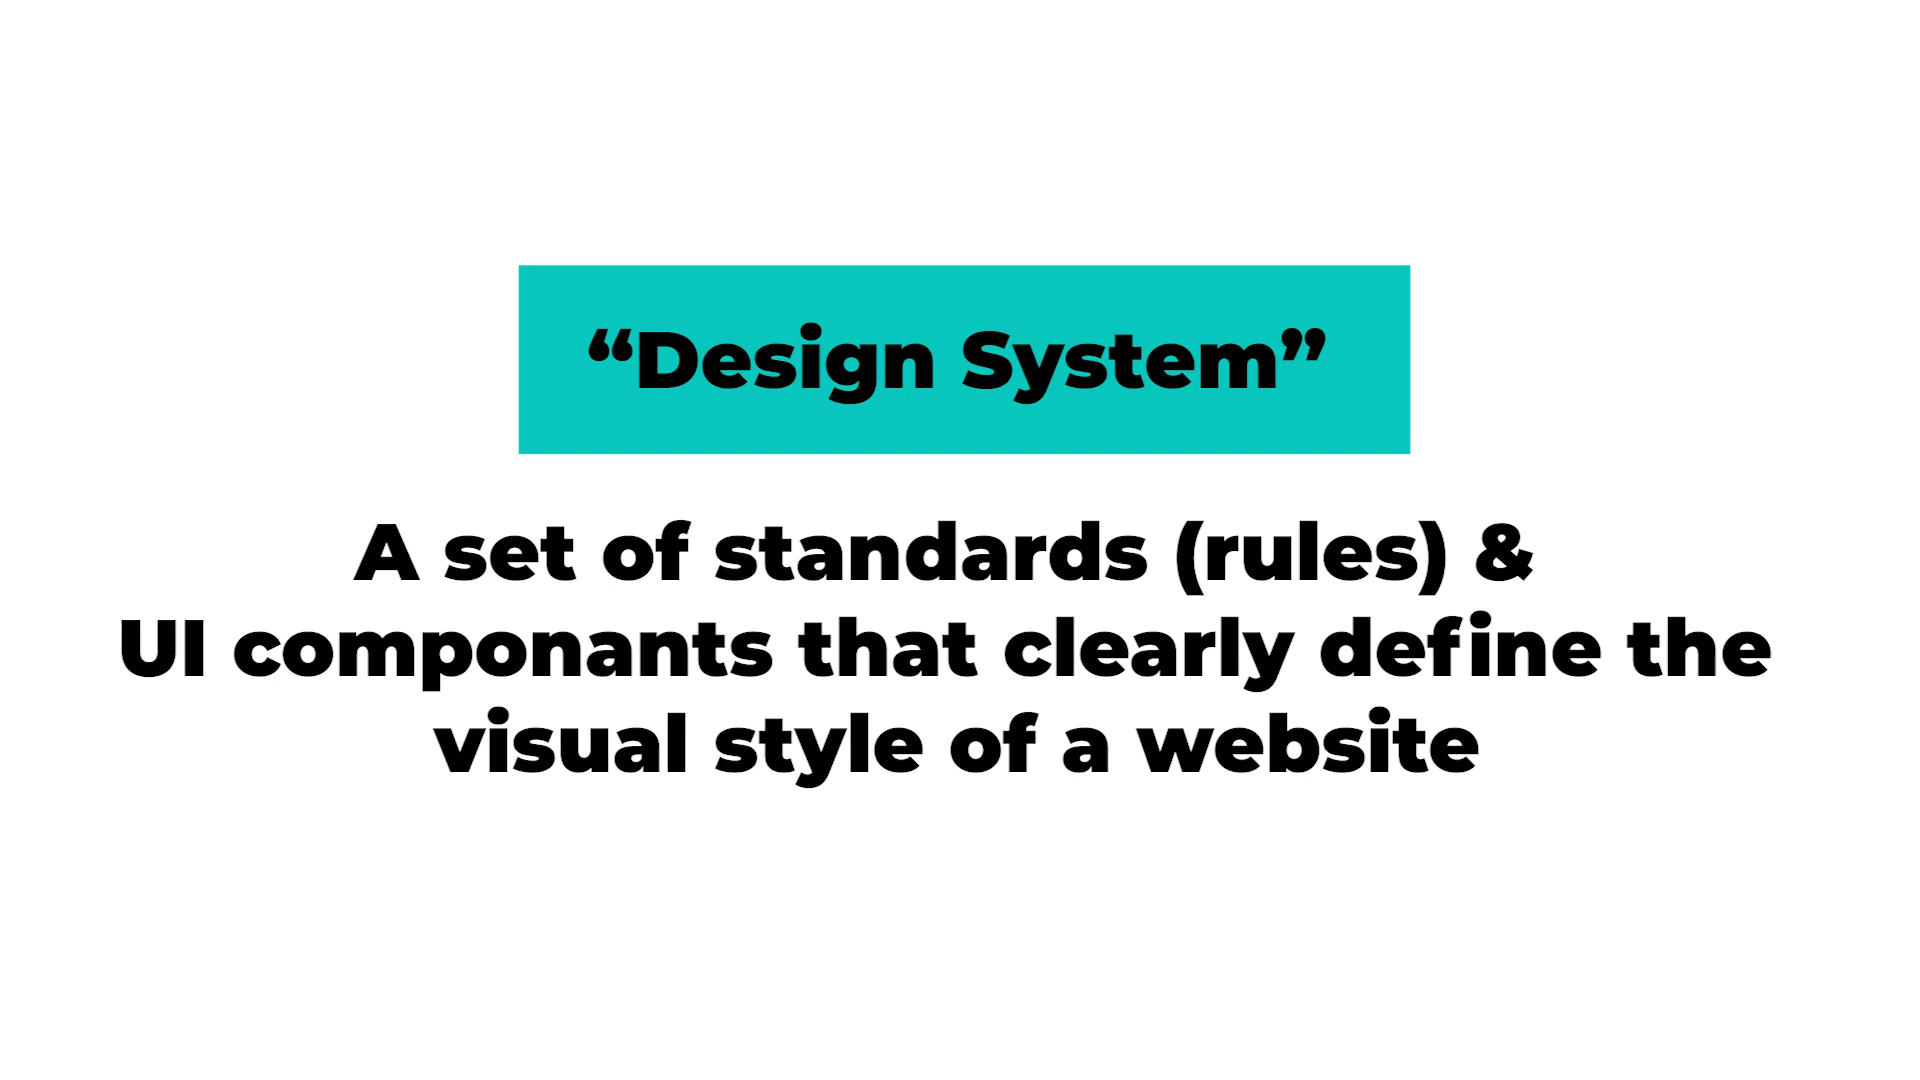 “Design System”
A set of standards (rules) &
UI componants that clearly define the
visual style of a website